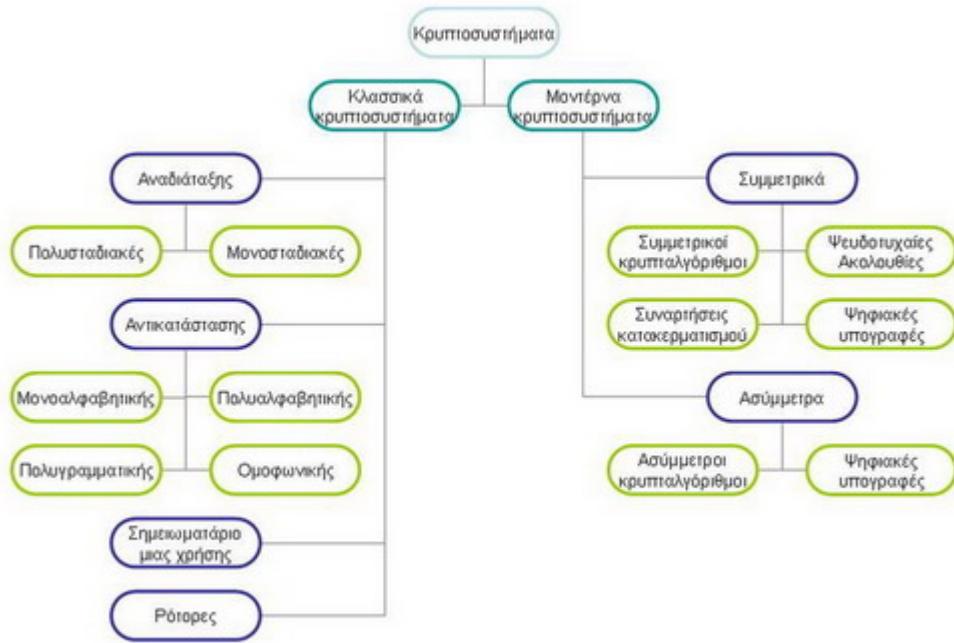 Κρυπτοσυστήματα
Κλασσικά
κρυπτοσυστήματα
Μοντέρνα
κρυπτοσυστήματα
Αναδιάταξης
Πολυσταδιακές
Μονοσταδιακές
Αντικατάστασης
Μονοαλφαβητικής
Πολυαλφαβητικής
Πολυγραμματικής
Ομοφωνικής
Σημειωματάριο
μιας χρήσης
Ρότορες
Συμμετρικά
Συμμετρικοί
κρυπταλγόριθμοι
Ψευδοτυχαίες
Ακολουθίες
Συναρτήσεις
κατακερματισμού
Ψηφιακές
υπογραφές
Ασύμμετρα
Ασύμμετροι
κρυπταλγόριθμοι
Ψηφιακές
υπογραφές